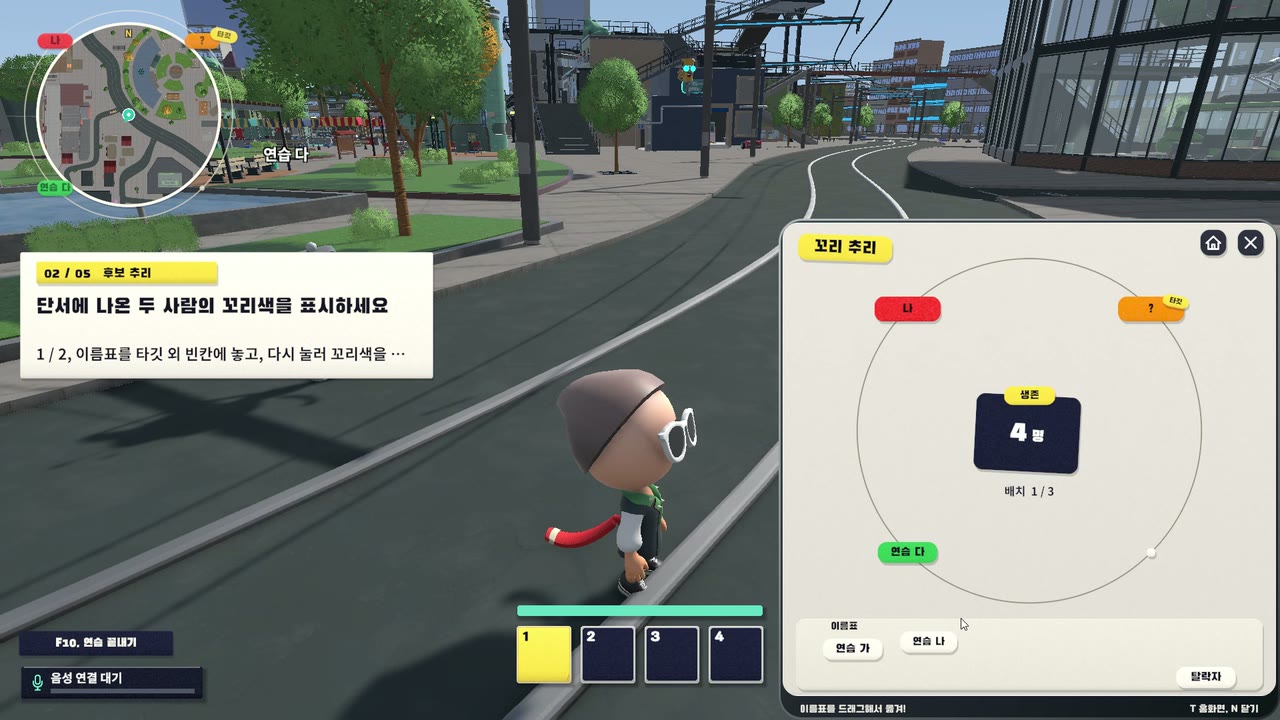 나
N
?
타깃
연습 다
연습 다
02 / 05 후보 추리
단서에 나온 두 사람의 꼬리색을 표시하세요
1 / 2, 이름표를 타깃 외 빈칸에 놓고, 다시 눌러 꼬리색을 ···
꼬리 추리
나
?
타깃
생존
4 명
배치 1 / 3
연습 다
이름표
연습 가
연습 나
탈락자
이름표를 드래그해서 옮겨!
T 홈화면, N 닫기
F10. 연습 끝내기
음성 연결 대기
1
2
3
4